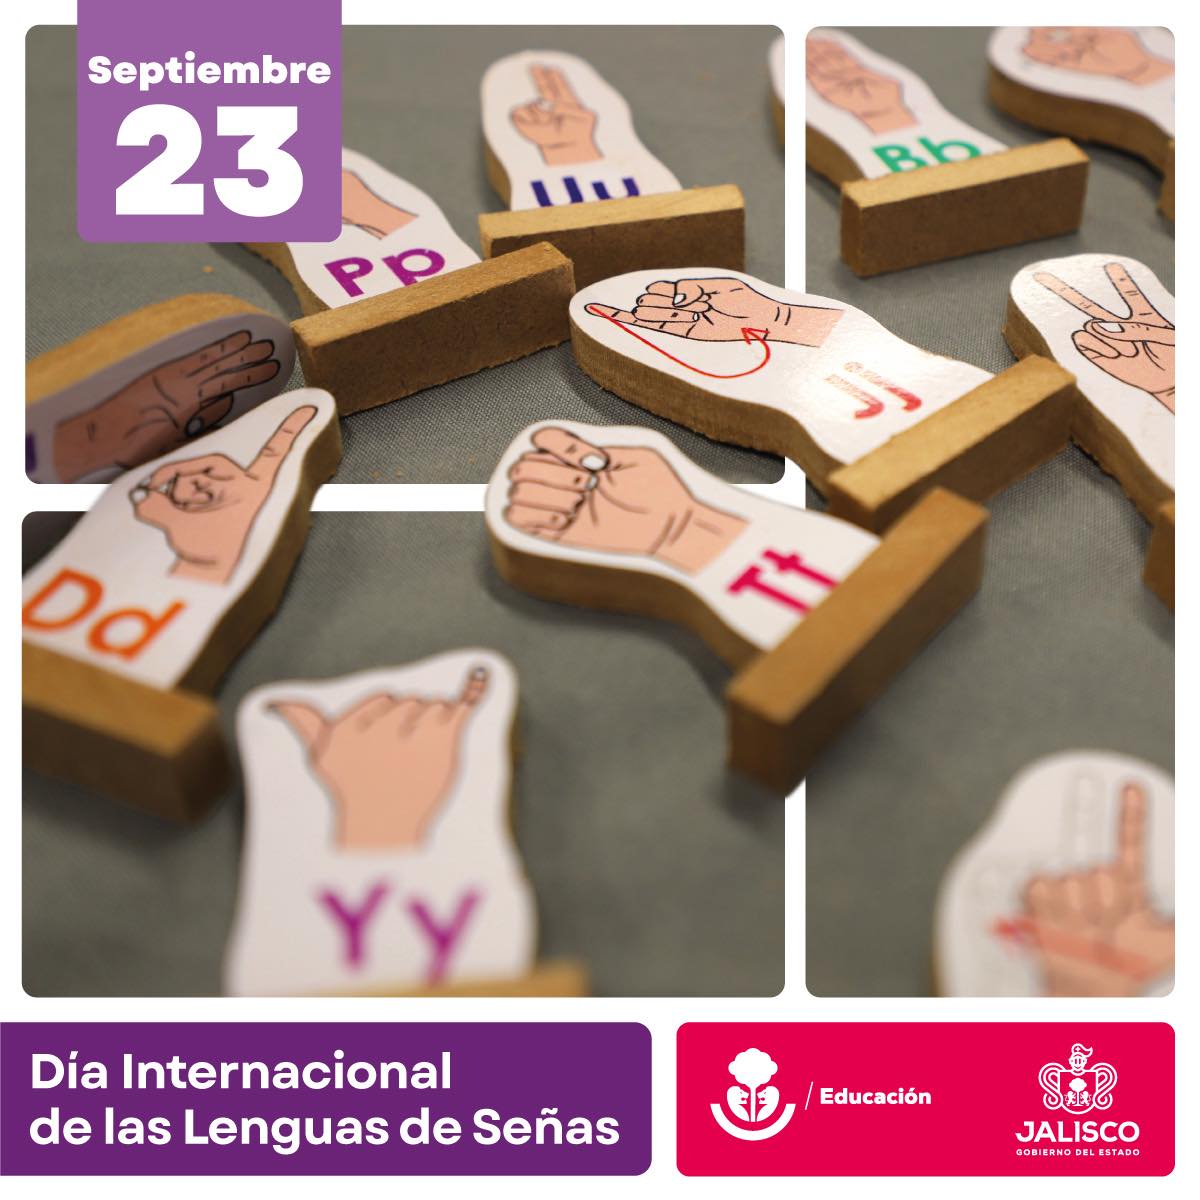 Septiembre
23
Uu
Bb
Pp
Jj
Dd
Tt
Yy
Día Internacional
de las Lenguas de Señas
/ Educación
JALISCO
GOBIERNO DEL ESTADO